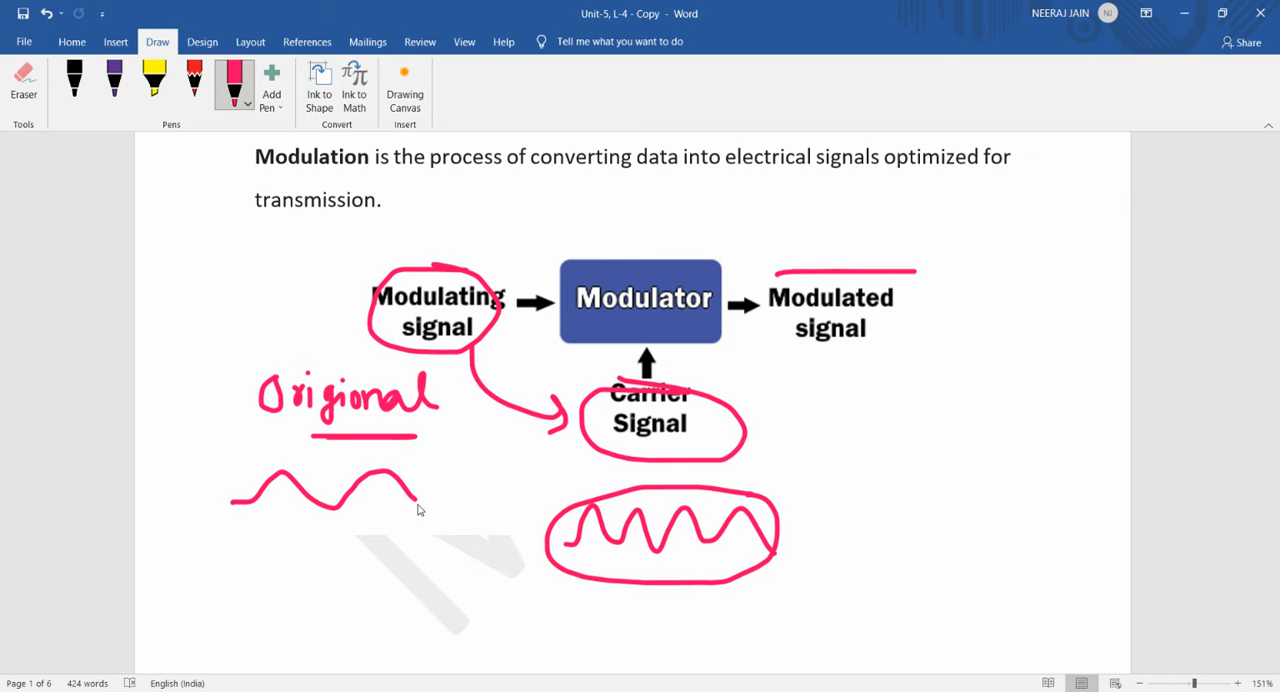 Unit-5, L-4 - Copy - Word
NEERAJ JAIN
NJ
File Home Insert Draw Design Layout References Mailings Review View Help Tell me what you want to do
Share
Eraser
Add Pen
Ink to Shape
Ink to Math
Drawing Canvas
Tools
Pens
Convert
Insert
Modulation is the process of converting data into electrical signals optimized for
transmission.
Modulating
signal
Modulator
Modulated
signal
Carrier
Signal
Origional
Page 1 of 6 424 words English (India)
151%